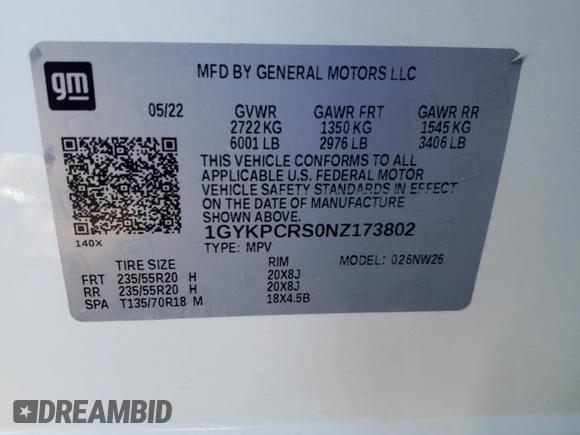 gm
MFD BY GENERAL MOTORS LLC
05/22 GVWR GAWR FRT GAWR RR
2722 KG 1350 KG 1545 KG
6001 LB 2976 LB 3406 LB
THIS VEHICLE CONFORMS TO ALL
APPLICABLE U.S. FEDERAL MOTOR
VEHICLE SAFETY STANDARDS IN EFFECT
ON THE DATE OF MANUFACTURE
SHOWN ABOVE.
1GYKPCRS0NZ173802
140X TYPE: MPV
TIRE SIZE RIM MODEL: 026NW26
FRT 235/55R20 H 20X8J
RR 235/55R20 H 20X8J
SPA T135/70R18 M 18X4.5B
DREAMBID